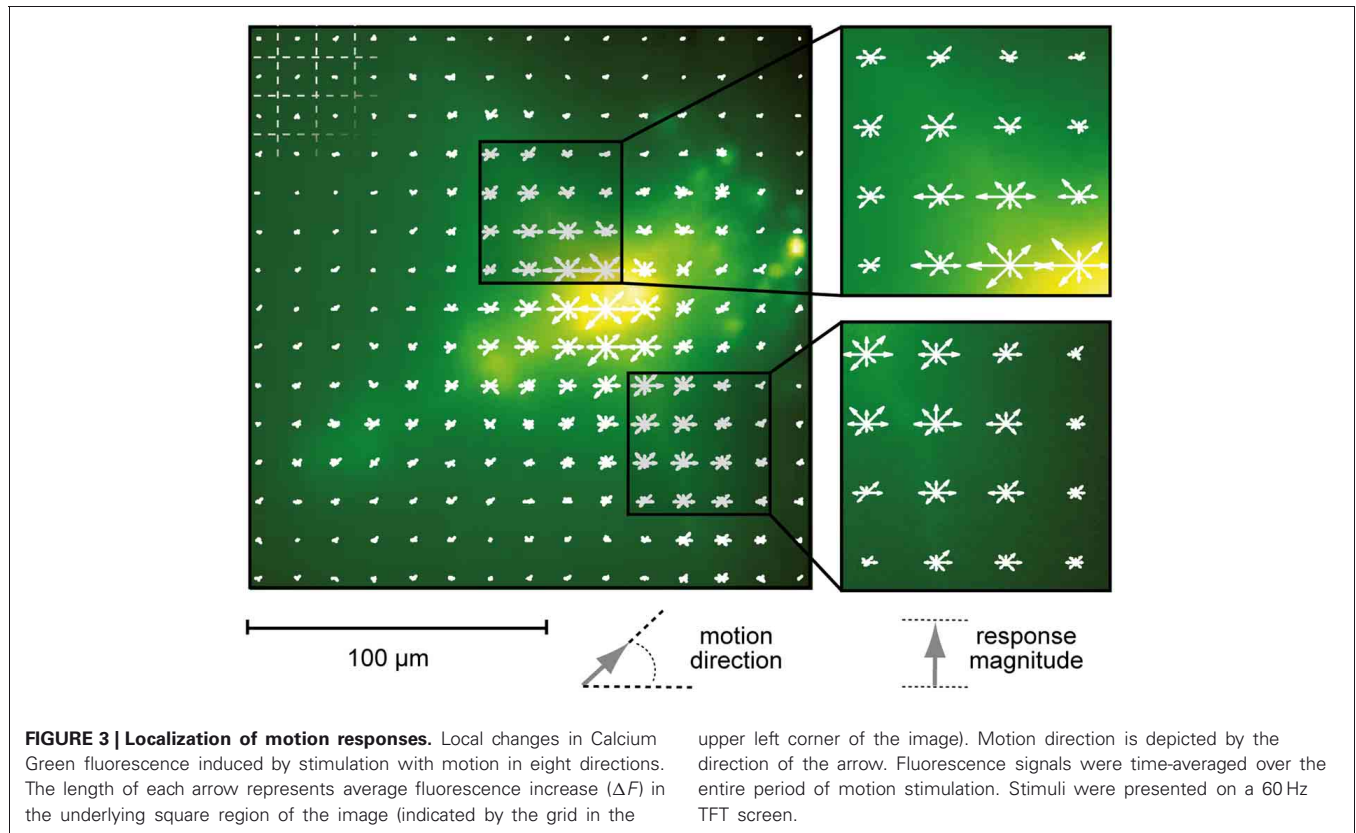 100 µm
motion
direction
response
magnitude
FIGURE 3 | Localization of motion responses. Local changes in Calcium
Green fluorescence induced by stimulation with motion in eight directions.
The length of each arrow represents average fluorescence increase (ΔF) in
the underlying square region of the image (indicated by the grid in the
upper left corner of the image). Motion direction is depicted by the
direction of the arrow. Fluorescence signals were time-averaged over the
entire period of motion stimulation. Stimuli were presented on a 60 Hz
TFT screen.